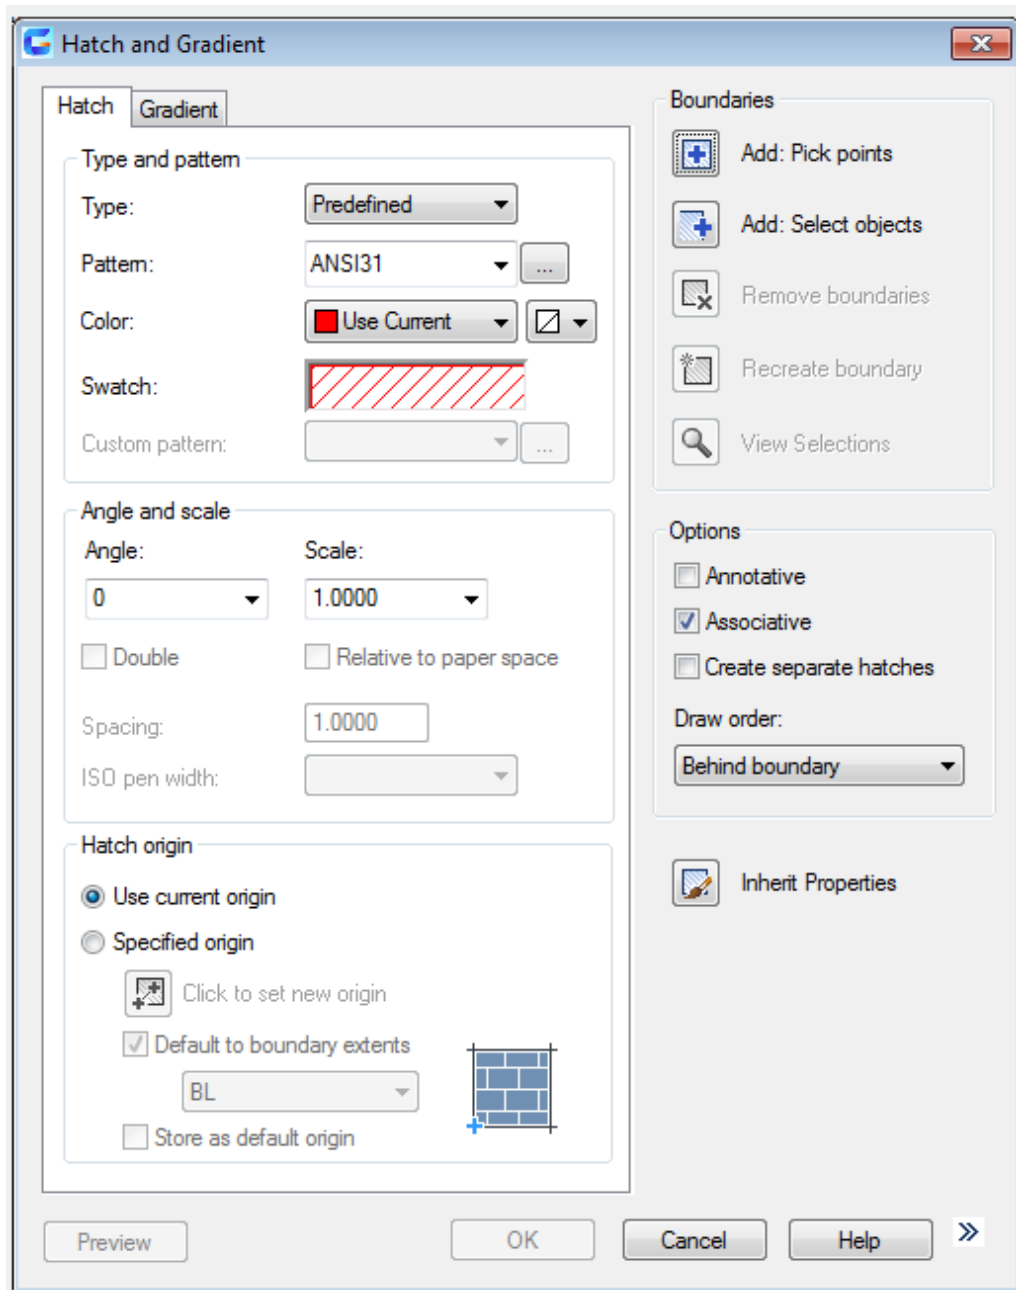 Hatch and Gradient
Hatch
Gradient
Type and pattern
Type:
Predefined
Pattern:
ANSI31
...
Color:
Use Current
Swatch:
Custom pattern:
...
Angle and scale
Angle:
Scale:
0
1.0000
Double
Relative to paper space
Spacing:
1.0000
ISO pen width:
Hatch origin
Use current origin
Specified origin
Click to set new origin
Default to boundary extents
BL
Store as default origin
Boundaries
Add: Pick points
Add: Select objects
Remove boundaries
Recreate boundary
View Selections
Options
Annotative
Associative
Create separate hatches
Draw order:
Behind boundary
Inherit Properties
Preview
OK
Cancel
Help